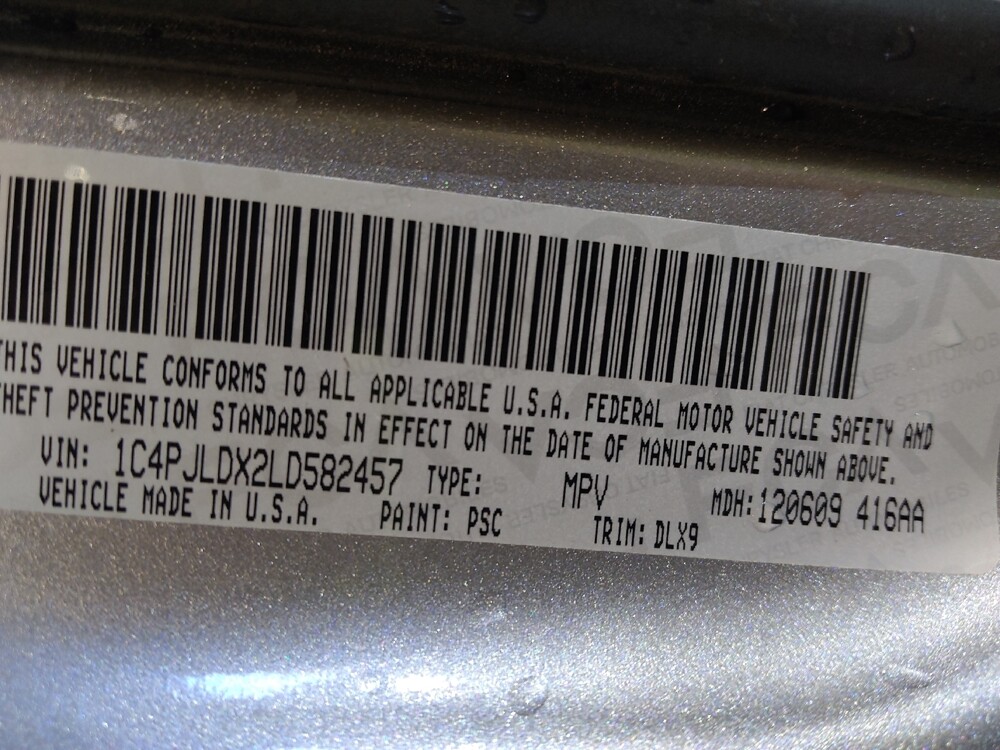 THIS VEHICLE CONFORMS TO ALL APPLICABLE U.S.A. FEDERAL MOTOR VEHICLE SAFETY AND
THEFT PREVENTION STANDARDS IN EFFECT ON THE DATE OF MANUFACTURE SHOWN ABOVE.
VIN: 1C4PJLDX2LD582457 TYPE: MPV MDH:120609 416AA
VEHICLE MADE IN U.S.A. PAINT: PSC TRIM: DLX9